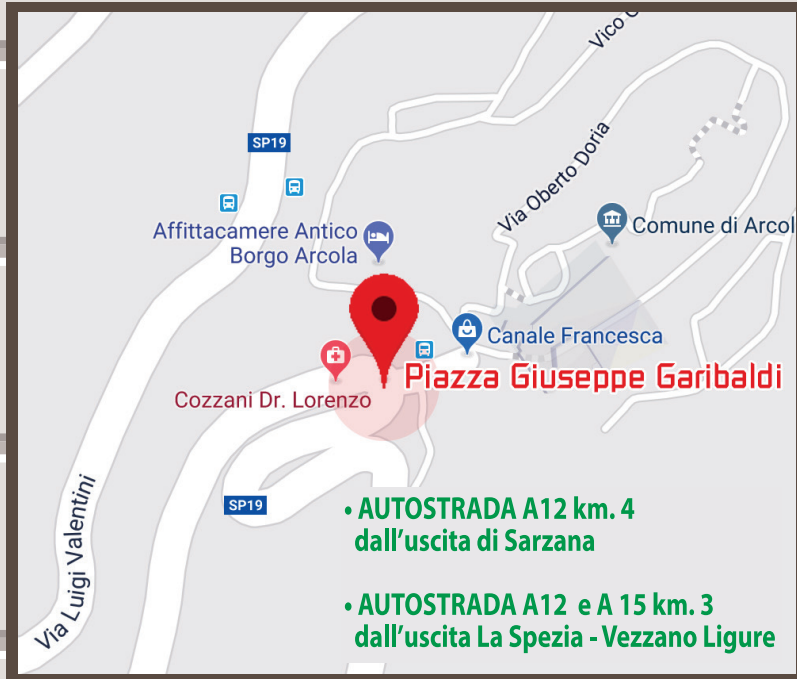 Vico
SP19
Via Oberto Doria
Affittacamere Antico
Borgo Arcola
Comune di Arcol
Canale Francesca
Piazza Giuseppe Garibaldi
Cozzani Dr. Lorenzo
SP19
Via Luigi Valentini
• AUTOSTRADA A12 km. 4
dall'uscita di Sarzana
• AUTOSTRADA A12 e A 15 km. 3
dall'uscita La Spezia - Vezzano Ligure